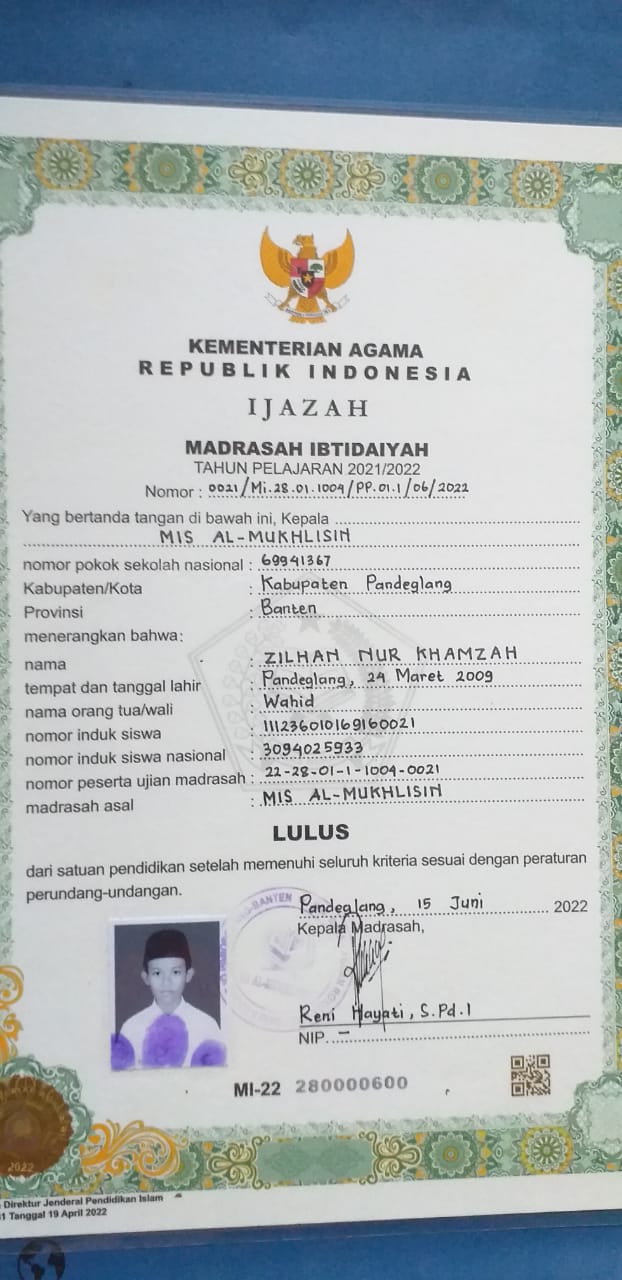 KEMENTERIAN AGAMA
REPUBLIK INDONESIA
IJAZAH
MADRASAH IBTIDAIYAH
TAHUN PELAJARAN 2021/2022
Nomor : 0021/Mi.28.01.1004/PP.01.1/06/2022
Yang bertanda tangan di bawah ini, Kepala
MIS AL-MUKHLISIN
nomor pokok sekolah nasional : 69941367
Kabupaten/Kota : Kabupaten Pandeglang
Provinsi : Banten
menerangkan bahwa:
nama : ZILHAN NUR KHAMZAH
tempat dan tanggal lahir : Pandeglang, 24 Maret 2009
nama orang tua/wali : Wahid
nomor induk siswa : 111236010169160021
nomor induk siswa nasional : 3094025933
nomor peserta ujian madrasah : 22-28-01-1-1004-0021
madrasah asal : MIS AL-MUKHLISIN
LULUS
dari satuan pendidikan setelah memenuhi seluruh kriteria sesuai dengan peraturan
perundang-undangan.
Pandeglang, 15 Juni 2022
Kepala Madrasah,
BANTEN
Reni Hayati, S.Pd.I
NIP. -
MI-22 280000600
2022
Direktur Jenderal Pendidikan Islam
1 Tanggal 19 April 2022